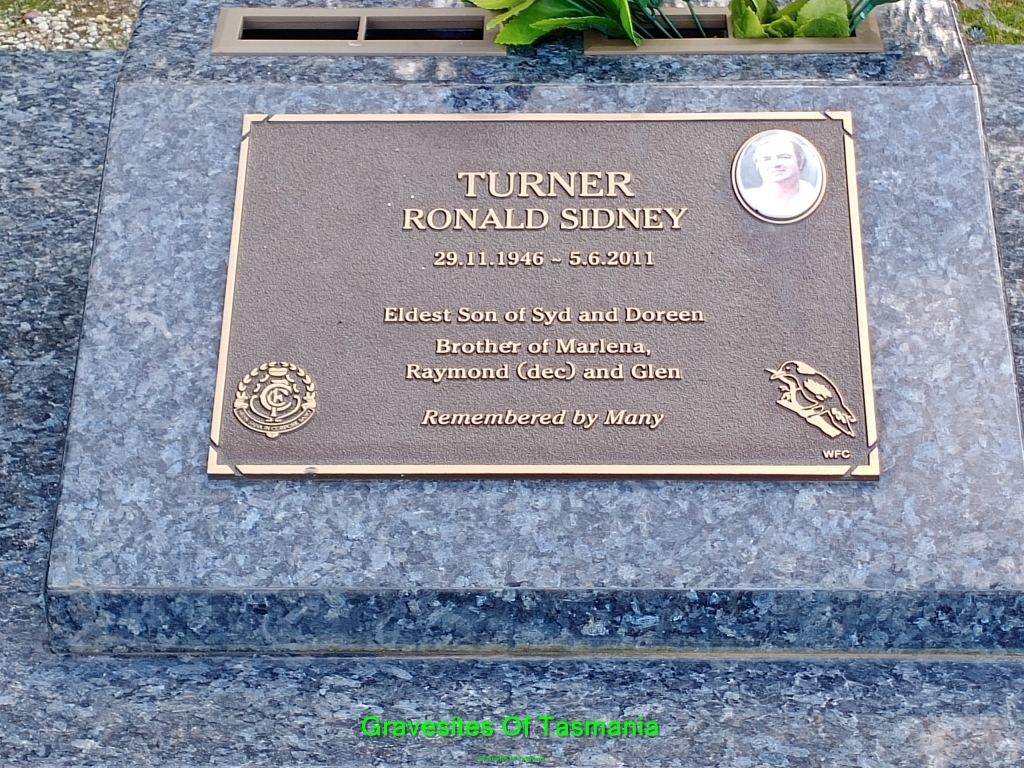 TURNER
RONALD SIDNEY
29.11.1946 ~ 5.6.2011
Eldest Son of Syd and Doreen
Brother of Marlena,
Raymond (dec) and Glen
Remembered by Many
WFC
Gravesites Of Tasmania